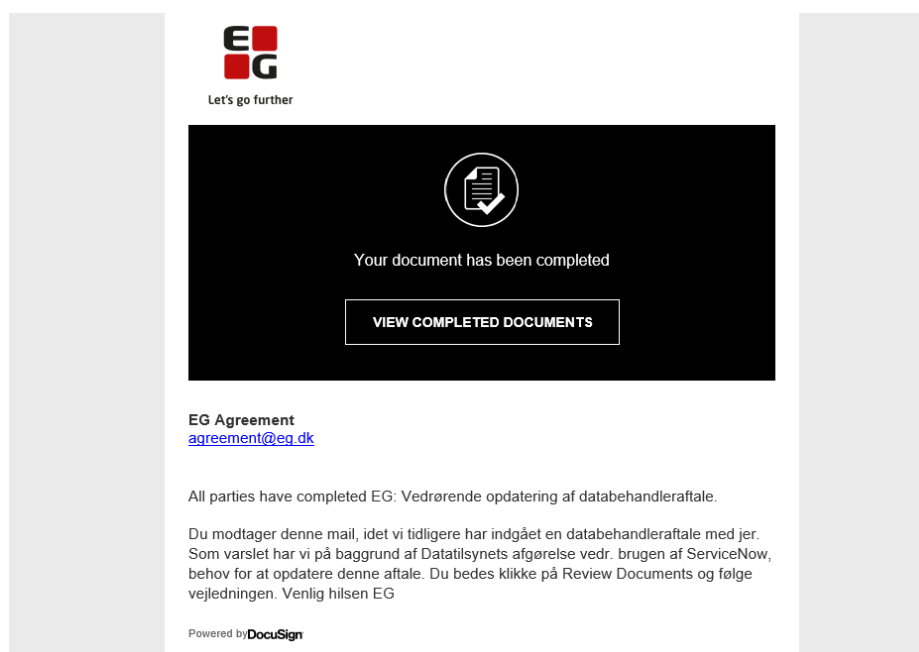 EG
Let's go further
Your document has been completed
VIEW COMPLETED DOCUMENTS
EG Agreement
agreement@eg.dk
All parties have completed EG: Vedrørende opdatering af databehandleraftale.
Du modtager denne mail, idet vi tidligere har indgået en databehandleraftale med jer.
Som varslet har vi på baggrund af Datatilsynets afgørelse vedr. brugen af ServiceNow,
behov for at opdatere denne aftale. Du bedes klikke på Review Documents og følge
vejledningen. Venlig hilsen EG
Powered by DocuSign